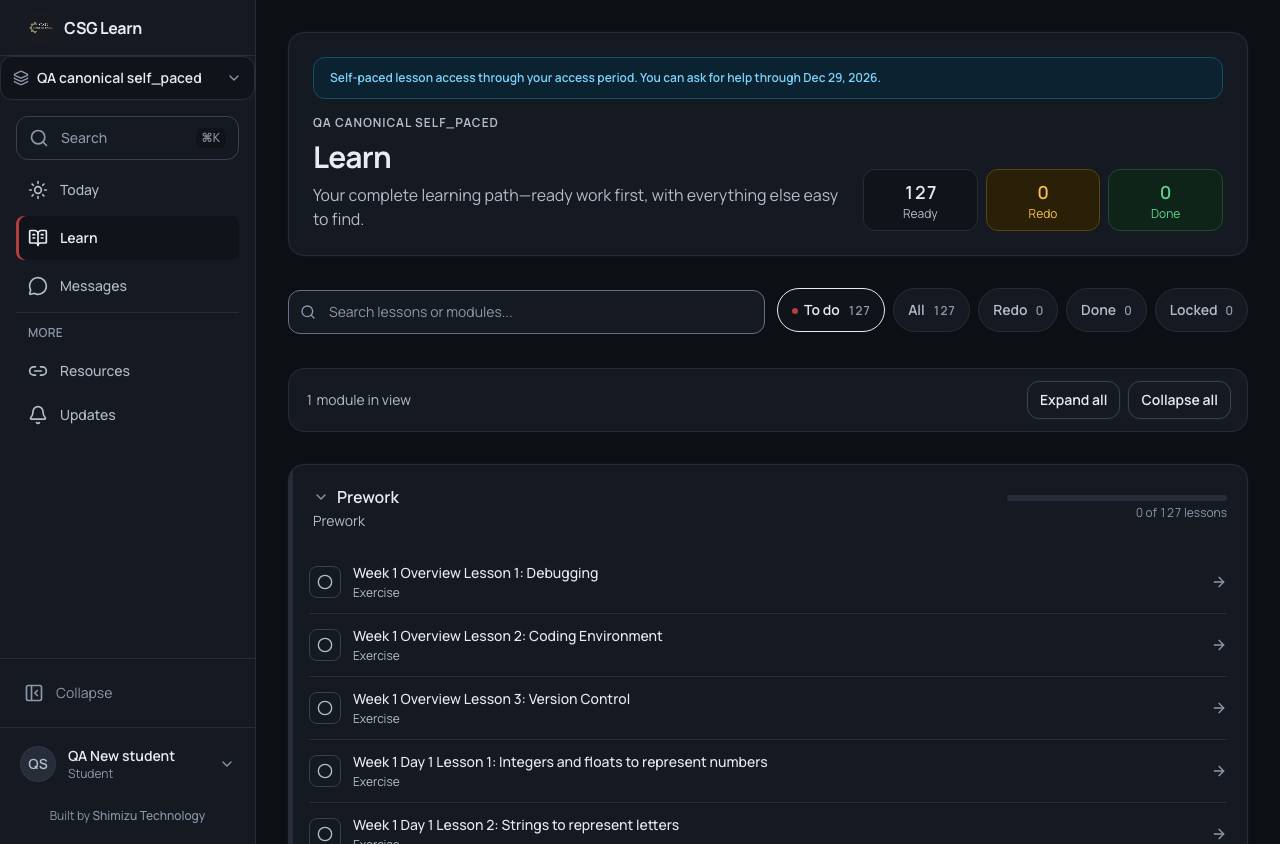 CSG Learn
QA canonical self_paced
Search
⌘K
Today
Learn
Messages
MORE
Resources
Updates
Collapse
QS
QA New student
Student
Built by Shimizu Technology
Self-paced lesson access through your access period. You can ask for help through Dec 29, 2026.
QA CANONICAL SELF_PACED
Learn
Your complete learning path—ready work first, with everything else easy
to find.
127
Ready
0
Redo
0
Done
Search lessons or modules...
To do 127
All 127
Redo 0
Done 0
Locked 0
1 module in view
Expand all
Collapse all
Prework
Prework
0 of 127 lessons
Week 1 Overview Lesson 1: Debugging
Exercise
Week 1 Overview Lesson 2: Coding Environment
Exercise
Week 1 Overview Lesson 3: Version Control
Exercise
Week 1 Day 1 Lesson 1: Integers and floats to represent numbers
Exercise
Week 1 Day 1 Lesson 2: Strings to represent letters
Exercise